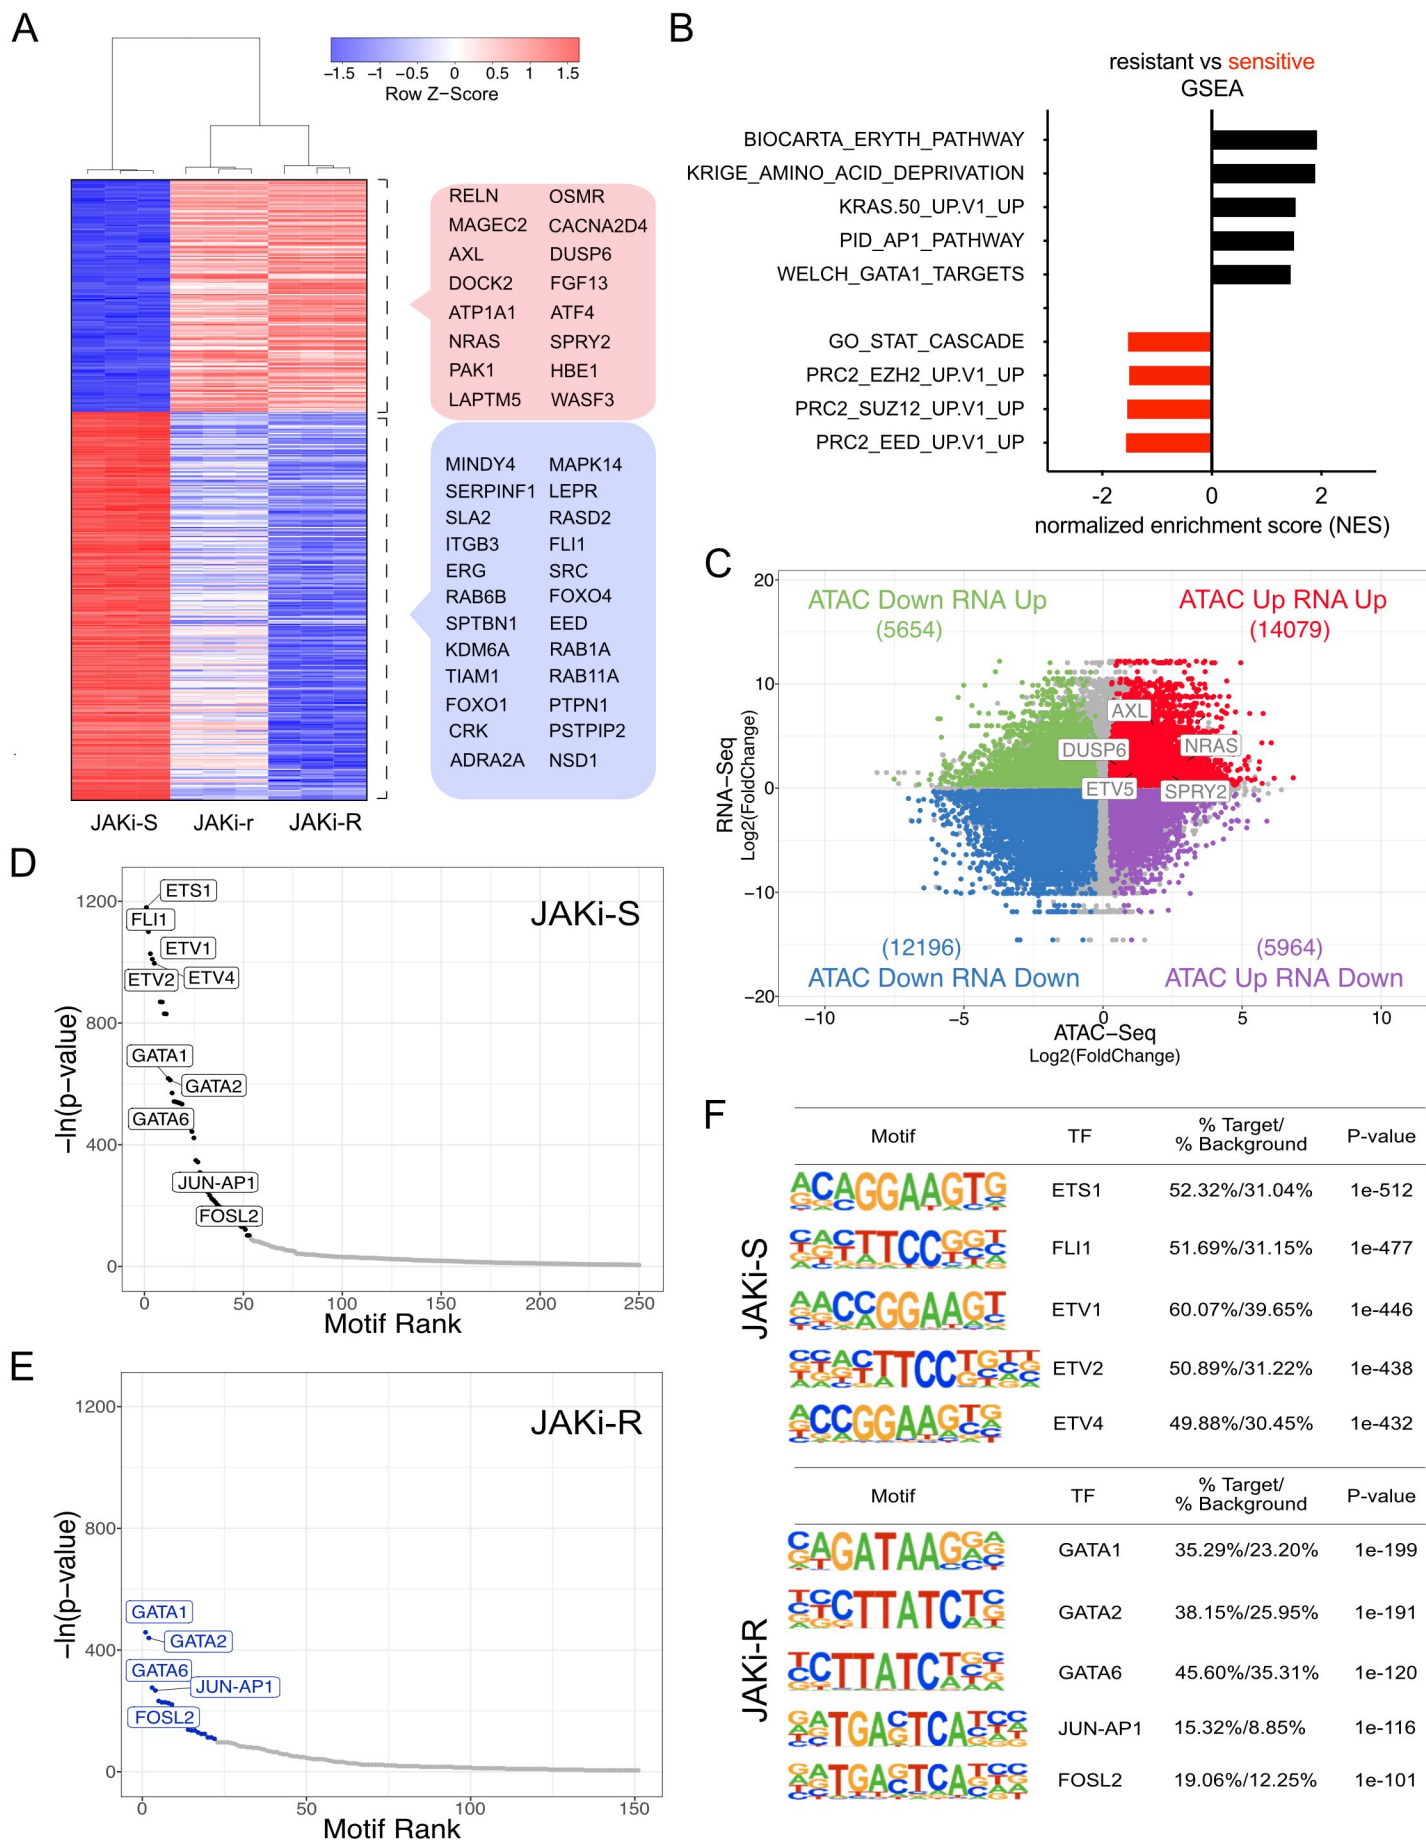 A
−1.5 −1 −0.5 0 0.5 1 1.5
Row Z−Score
RELN OSMR
MAGEC2 CACNA2D4
AXL DUSP6
DOCK2 FGF13
ATP1A1 ATF4
NRAS SPRY2
PAK1 HBE1
LAPTM5 WASF3
MINDY4 MAPK14
SERPINF1 LEPR
SLA2 RASD2
ITGB3 FLI1
ERG SRC
RAB6B FOXO4
SPTBN1 EED
KDM6A RAB1A
TIAM1 RAB11A
FOXO1 PTPN1
CRK PSTPIP2
ADRA2A NSD1
JAKi-S JAKi-r JAKi-R
B
resistant vs sensitive
GSEA
BIOCARTA_ERYTH_PATHWAY
KRIGE_AMINO_ACID_DEPRIVATION
KRAS.50_UP.V1_UP
PID_AP1_PATHWAY
WELCH_GATA1_TARGETS
GO_STAT_CASCADE
PRC2_EZH2_UP.V1_UP
PRC2_SUZ12_UP.V1_UP
PRC2_EED_UP.V1_UP
-2 0 2
normalized enrichment score (NES)
C
20
10
0
−10
−20
RNA−Seq
Log2(FoldChange)
ATAC Down RNA Up
(5654)
ATAC Up RNA Up
(14079)
AXL
DUSP6
NRAS
ETV5
SPRY2
(12196)
ATAC Down RNA Down
(5964)
ATAC Up RNA Down
−10 −5 0 5 10
ATAC−Seq
Log2(FoldChange)
D
JAKi-S
1200
800
400
0
−ln(p−value)
ETS1
FLI1
ETV1
ETV2
ETV4
GATA1
GATA2
GATA6
JUN-AP1
FOSL2
0 50 100 150 200 250
Motif Rank
E
JAKi-R
1200
800
400
0
−ln(p−value)
GATA1
GATA2
GATA6
JUN-AP1
FOSL2
0 50 100 150
Motif Rank
F
JAKi-S
Motif TF % Target/ % Background P-value
ACAGGAAGTG ETS1 52.32%/31.04% 1e-512
CACTTCCGGT FLI1 51.69%/31.15% 1e-477
AACCGGAAGT ETV1 60.07%/39.65% 1e-446
ETV2 50.89%/31.22% 1e-438
ACCGGAAGTG ETV4 49.88%/30.45% 1e-432
JAKi-R
Motif TF % Target/ % Background P-value
CAGATAAGGA GATA1 35.29%/23.20% 1e-199
GATA2 38.15%/25.95% 1e-191
GATA6 45.60%/35.31% 1e-120
JUN-AP1 15.32%/8.85% 1e-116
FOSL2 19.06%/12.25% 1e-101